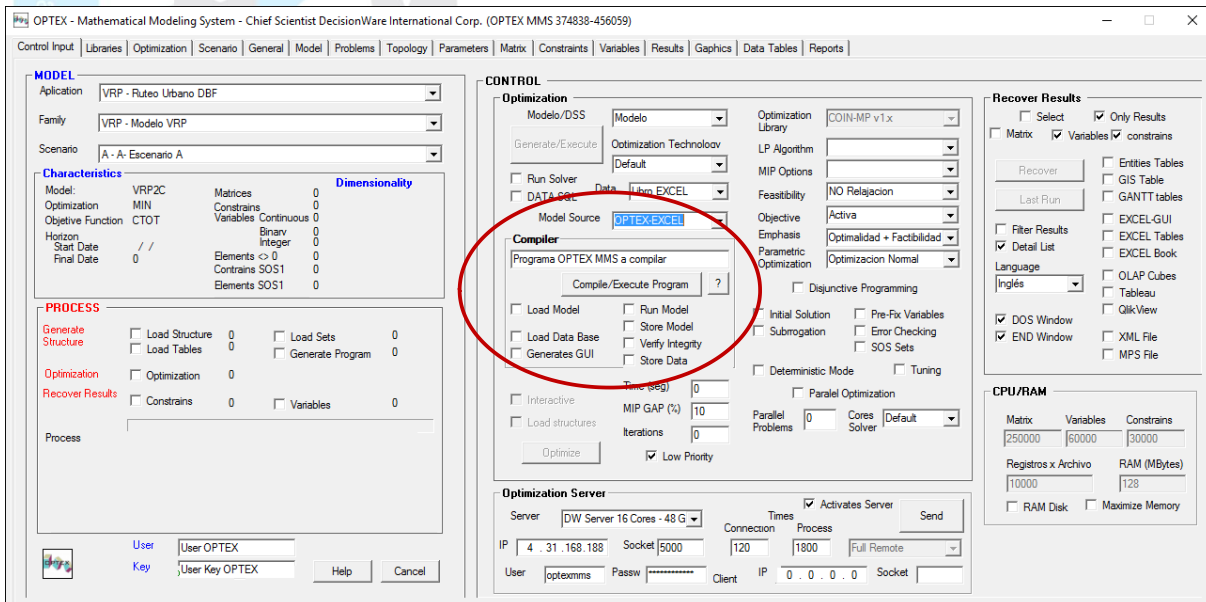 OPTEX - Mathematical Modeling System - Chief Scientist DecisionWare International Corp. (OPTEX MMS 374838-456059)
Control Input | Libraries | Optimization | Scenario | General | Model | Problems | Topology | Parameters | Matrix | Constraints | Variables | Results | Gaphics | Data Tables | Reports
MODEL
Aplication VRP - Ruteo Urbano DBF
Family VRP - Modelo VRP
Scenario A - A- Escenario A
Characteristics
Dimensionality
Model: VRP2C Matrices 0
Optimization MIN Constrains 0
Objetive Function CTOT Variables Continuous 0
Horizon Binary 0
Start Date / / Integer 0
Final Date 0 Elements <> 0 0
Contrains SOS1 0
Elements SOS1 0
PROCESS
Generate Structure
Load Structure 0 Load Sets 0
Load Tables 0 Generate Program 0
Optimization Optimization 0
Recover Results Constrains 0 Variables 0
Process
User User OPTEX
Key User Key OPTEX Help Cancel
CONTROL
Optimization
Modelo/DSS Modelo
Generate/Execute Optimization Technology
Default
Run Solver
DATA-SQL Data Libro EXCEL
Model Source OPTEX-EXCEL
Compiler
Programa OPTEX MMS a compilar
Compile/Execute Program ?
Load Model Run Model
Store Model
Load Data Base Verify Integrity
Generates GUI Store Data
Interactive Time (seg) 0
Load structures MIP GAP (%) 10
Iterations 0
Optimize Low Priority
Optimization Library COIN-MP v1.x
LP Algorithm
MIP Options
Feasitibility NO Relajacion
Objective Activa
Emphasis Optimalidad + Factibilidad
Parametric Optimization Optimizacion Normal
Disjunctive Programming
Initial Solution Pre-Fix Variables
Subrrogation Error Checking
SOS Sets
Deterministic Mode Tuning
Paralel Optimization
Parallel Problems 0 Cores Solver Default
Optimization Server
Activates Server
Server DW Server 16 Cores - 48 G Times Send
Connection Process
IP 4 . 31 .168.188 Socket 5000 120 1800 Full Remote
User optexmms Passw ************ Client IP 0 . 0 . 0 . 0 Socket
Recover Results
Select Only Results
Matrix Variables constrains
Recover Entities Tables
GIS Table
Last Run GANTT tables
EXCEL-GUI
Filter Results EXCEL Tables
Detail List EXCEL Book
Language
Inglés OLAP Cubes
Tableau
QlikView
DOS Window
END Window XML File
MPS File
CPU/RAM
Matrix Variables Constrains
250000 60000 30000
Registros x Archivo RAM (MBytes)
10000 128
RAM Disk Maximize Memory